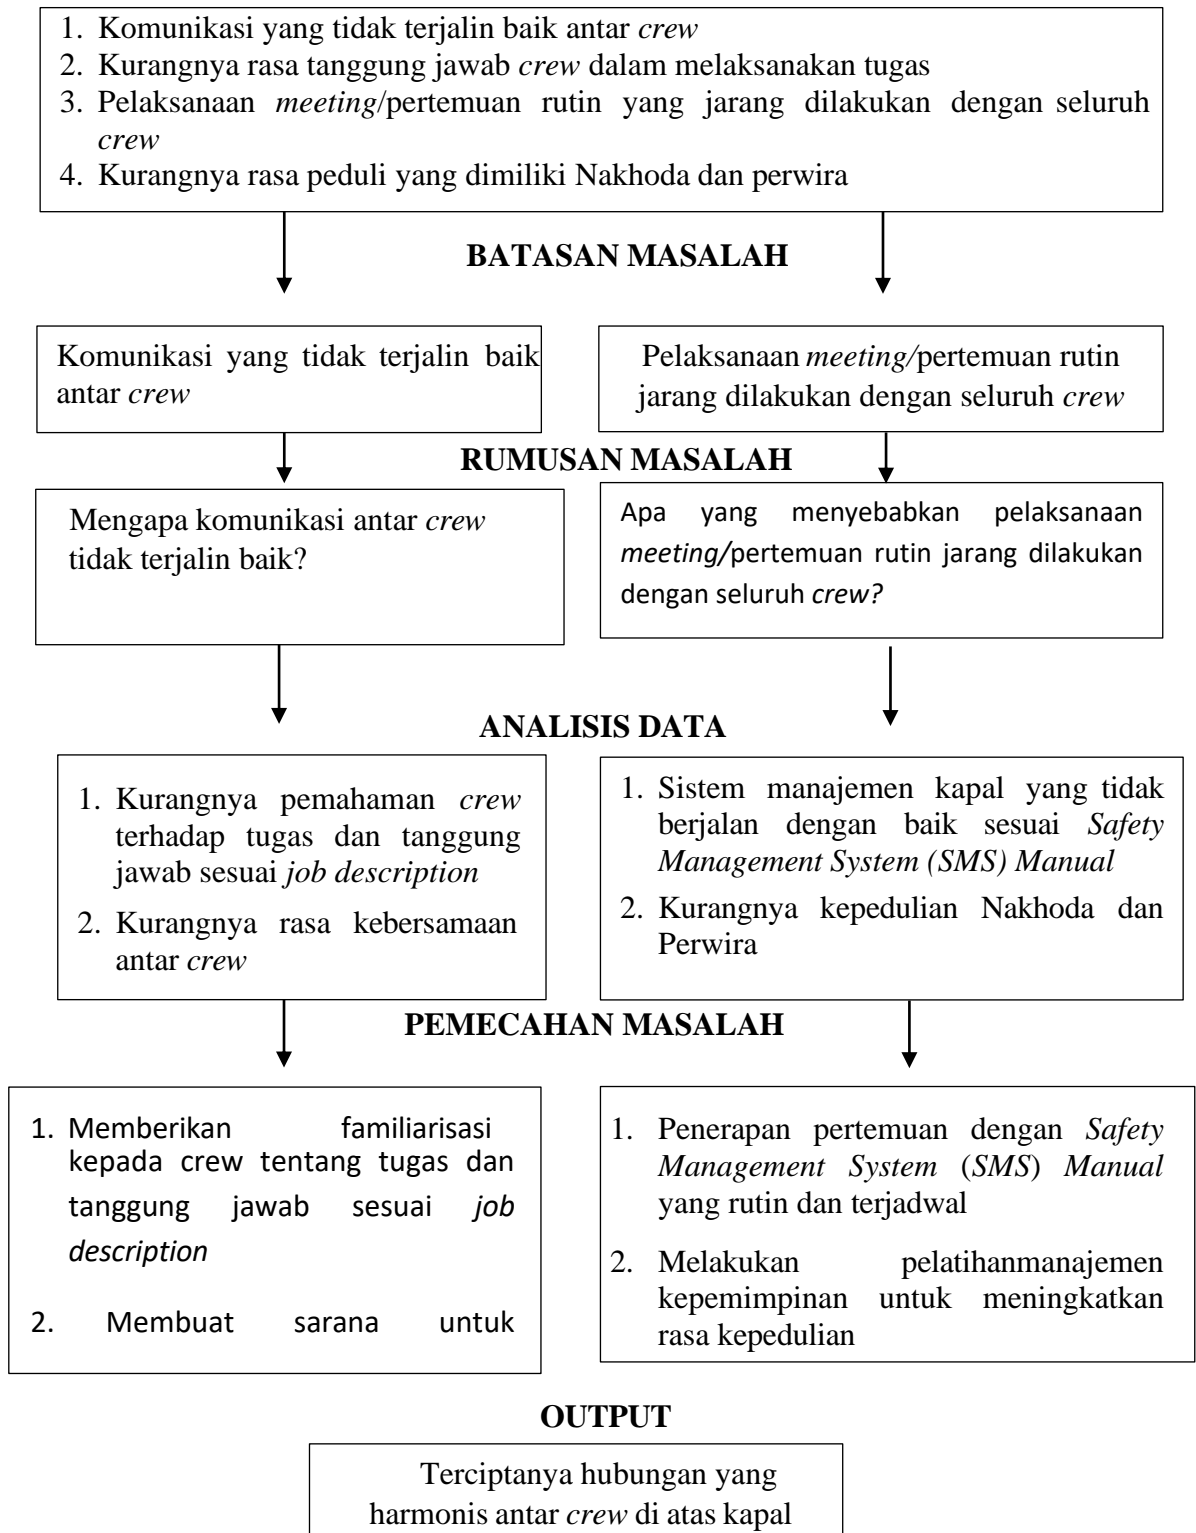 1. Komunikasi yang tidak terjalin baik antar crew
2. Kurangnya rasa tanggung jawab crew dalam melaksanakan tugas
3. Pelaksanaan meeting/pertemuan rutin yang jarang dilakukan dengan seluruh
crew
4. Kurangnya rasa peduli yang dimiliki Nakhoda dan perwira
BATASAN MASALAH
Komunikasi yang tidak terjalin baik
antar crew
Pelaksanaan meeting/pertemuan rutin
jarang dilakukan dengan seluruh crew
RUMUSAN MASALAH
Mengapa komunikasi antar crew
tidak terjalin baik?
Apa yang menyebabkan pelaksanaan
meeting/pertemuan rutin jarang dilakukan
dengan seluruh crew?
ANALISIS DATA
1. Kurangnya pemahaman crew
terhadap tugas dan tanggung
jawab sesuai job description
2. Kurangnya rasa kebersamaan
antar crew
1. Sistem manajemen kapal yang tidak
berjalan dengan baik sesuai Safety
Management System (SMS) Manual
2. Kurangnya kepedulian Nakhoda dan
Perwira
PEMECAHAN MASALAH
1. Memberikan familiarisasi
kepada crew tentang tugas dan
tanggung jawab sesuai job
description
2. Membuat sarana untuk
1. Penerapan pertemuan dengan Safety
Management System (SMS) Manual
yang rutin dan terjadwal
2. Melakukan pelatihanmanajemen
kepemimpinan untuk meningkatkan
rasa kepedulian
OUTPUT
Terciptanya hubungan yang
harmonis antar crew di atas kapal